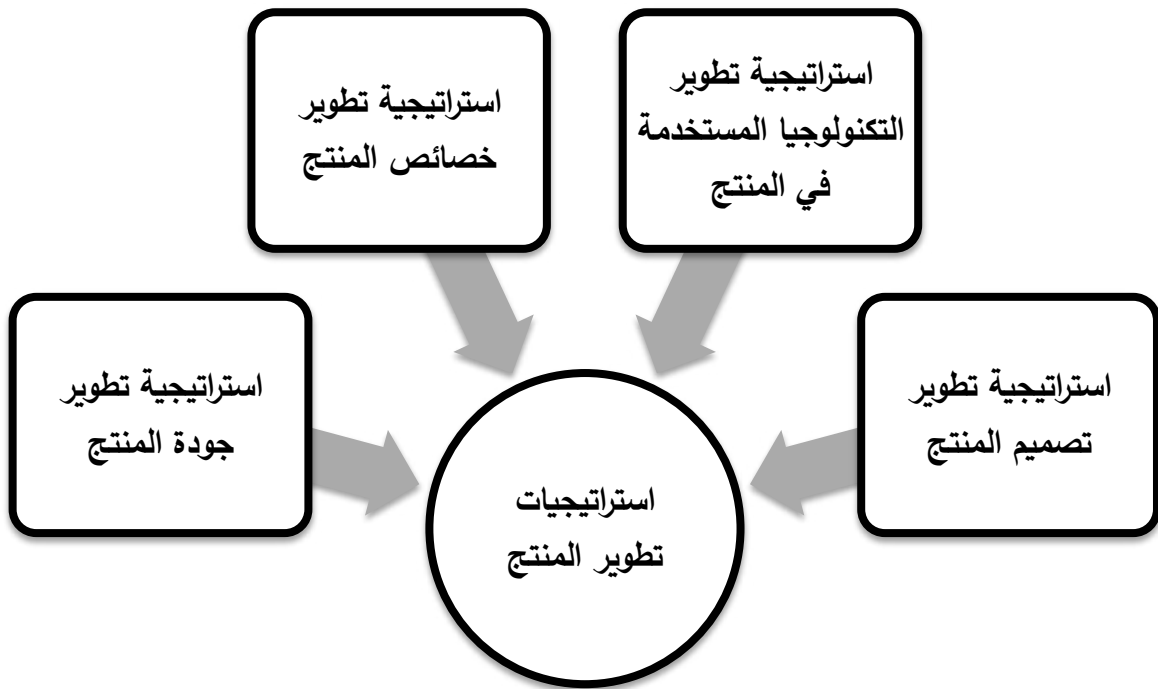 استراتيجية تطوير
التكنولوجيا المستخدمة
في المنتج
استراتيجية تطوير
خصائص المنتج
استراتيجية تطوير
تصميم المنتج
استراتيجية تطوير
جودة المنتج
استراتيجيات
تطوير المنتج